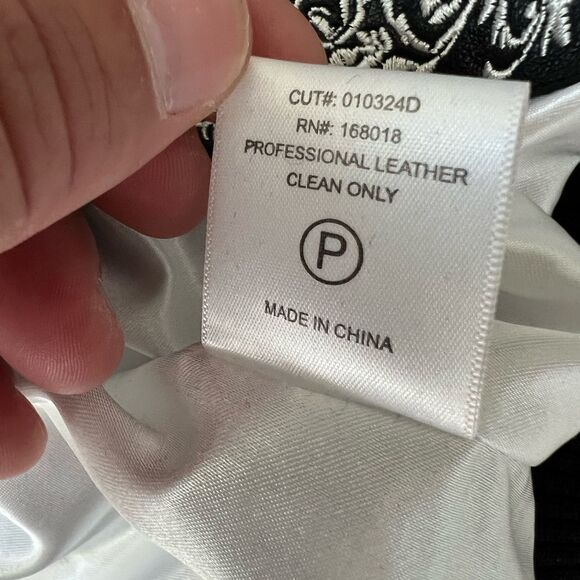 CUT#: 010324D
RN#: 168018
PROFESSIONAL LEATHER
CLEAN ONLY
P
MADE IN CHINA